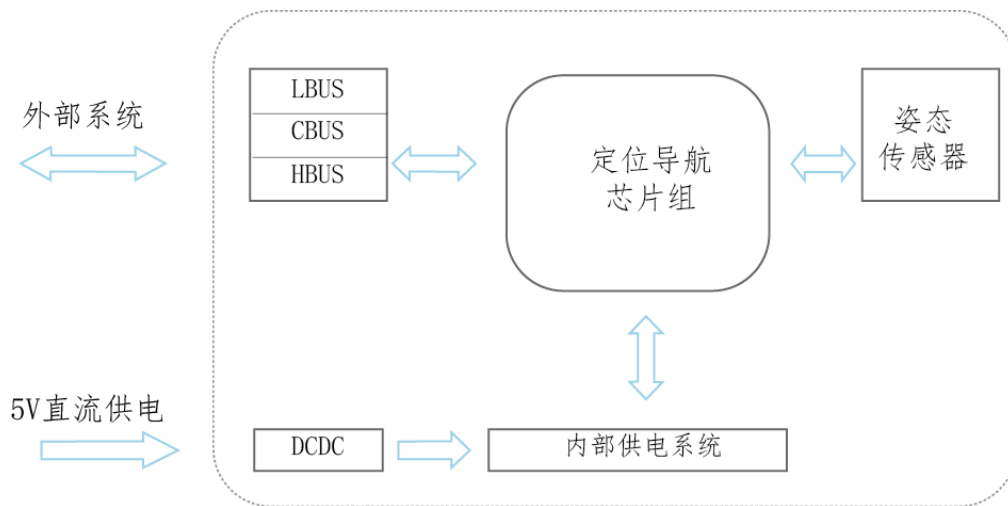 外部系统
LBUS
CBUS
HBUS
定位导航
芯片组
姿态
传感器
5V直流供电
DCDC
内部供电系统